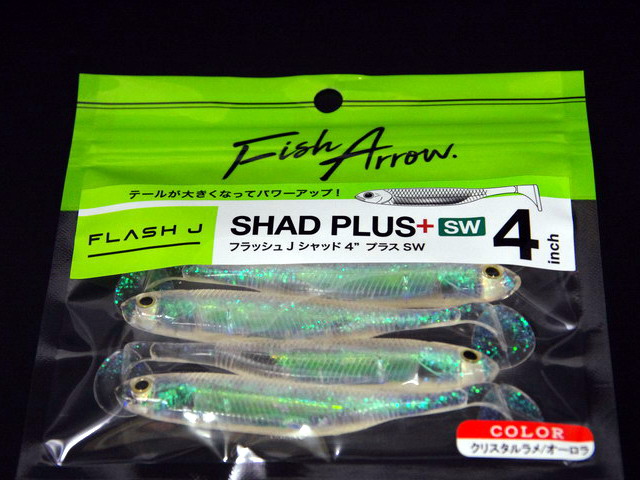 Fish Arrow.
テールが大きくなってパワーアップ!
FLASH J
SHAD PLUS+ SW
4 inch
フラッシュ J シャッド 4" プラス SW
COLOR
クリスタルラメ/オーロラ